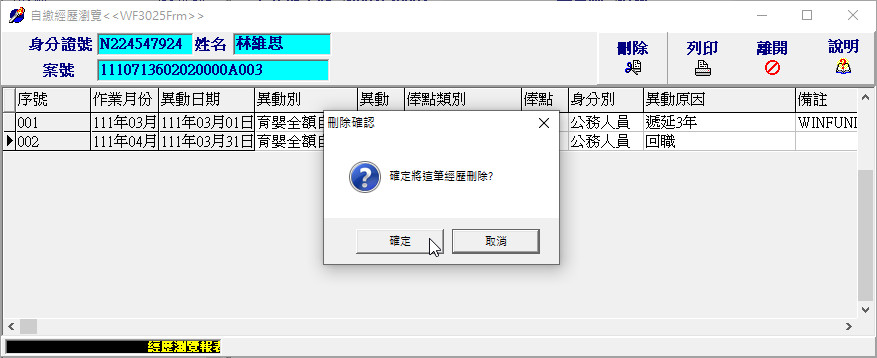 自繳經歷瀏覽<<WF3025Frm>>
身分證號 N224547924 姓名 林維思
案號 1110713602020000A003
刪除 列印 離開 說明
序號 作業月份 異動日期 異動別 異動 俸點類別 俸點 身分別 異動原因 備註
001 111年03月 111年03月01日 育嬰全額自 公務人員 遞延3年 WINFUNI
002 111年04月 111年03月31日 育嬰全額自 公務人員 回職
刪除確認
確定將這筆經歷刪除?
確定 取消
經歷瀏覽報表